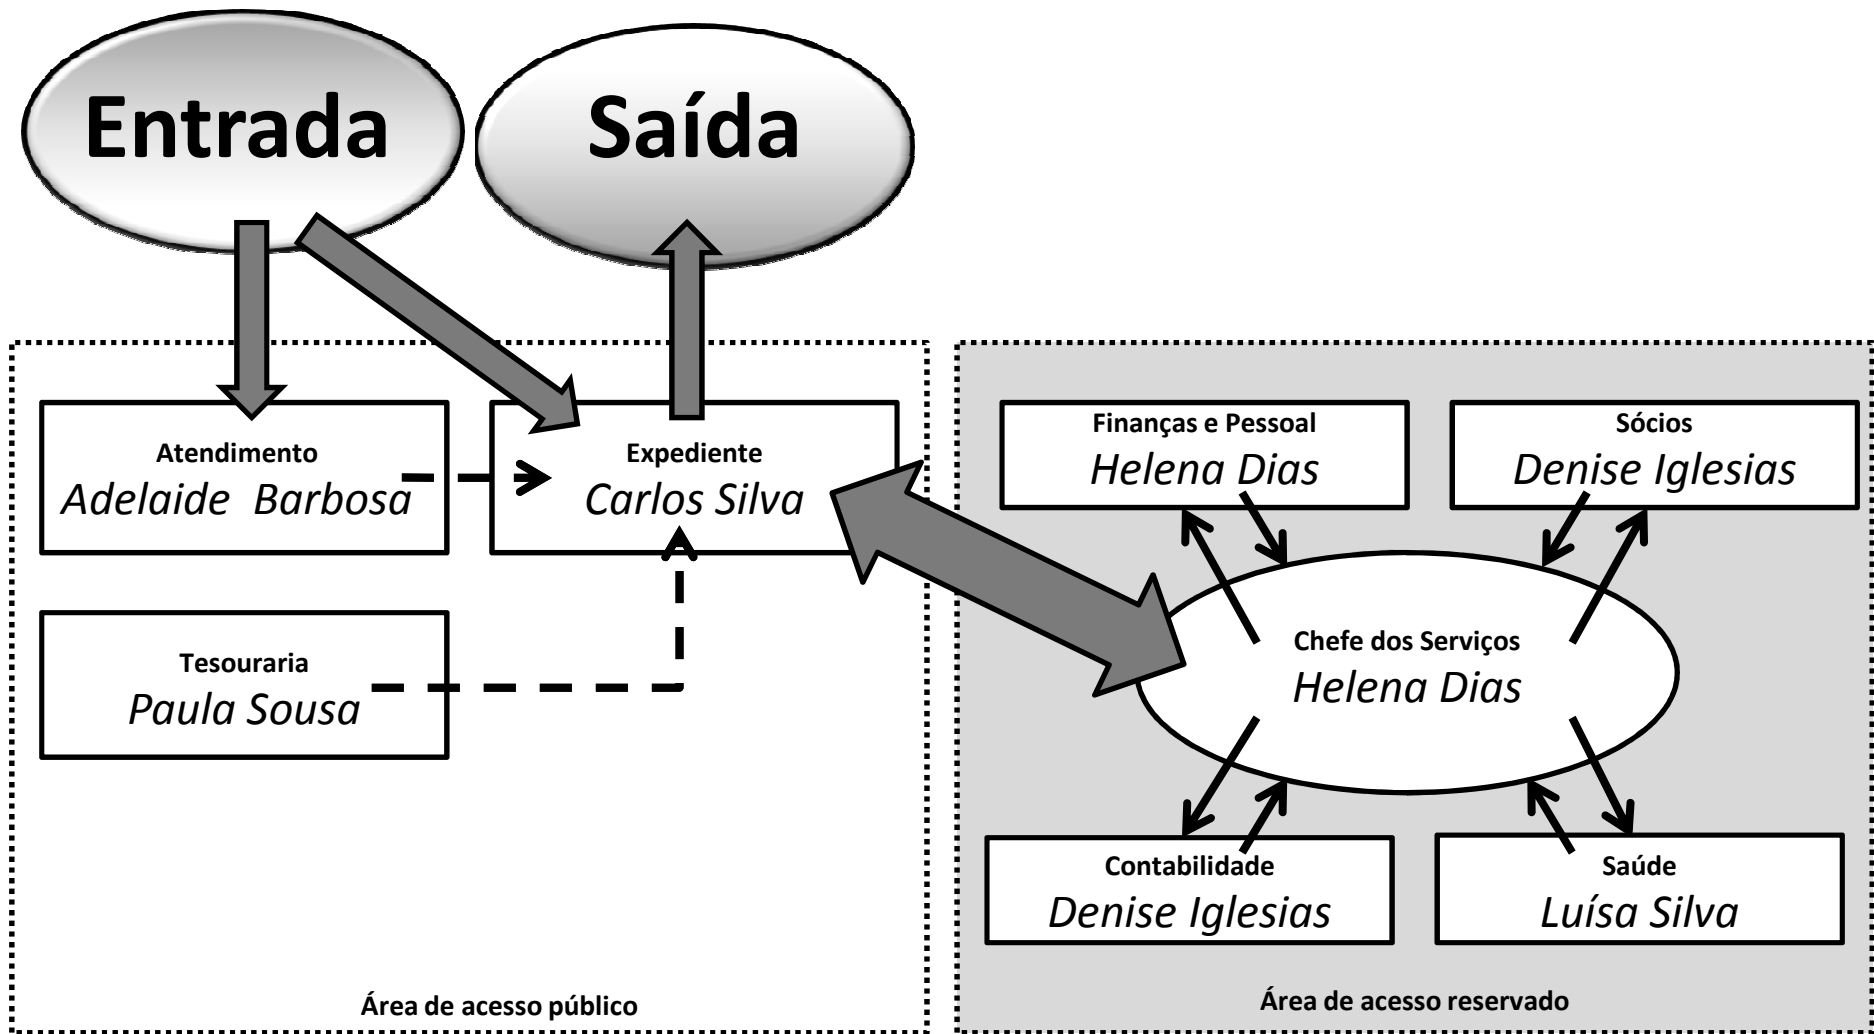 Entrada
Saída
Atendimento
Adelaide  Barbosa
Expediente
Carlos Silva
Tesouraria
Paula Sousa
Área de acesso público
Finanças e Pessoal
Helena Dias
Sócios
Denise Iglesias
Chefe dos Serviços
Helena Dias
Contabilidade
Denise Iglesias
Saúde
Luísa Silva
Área de acesso reservado